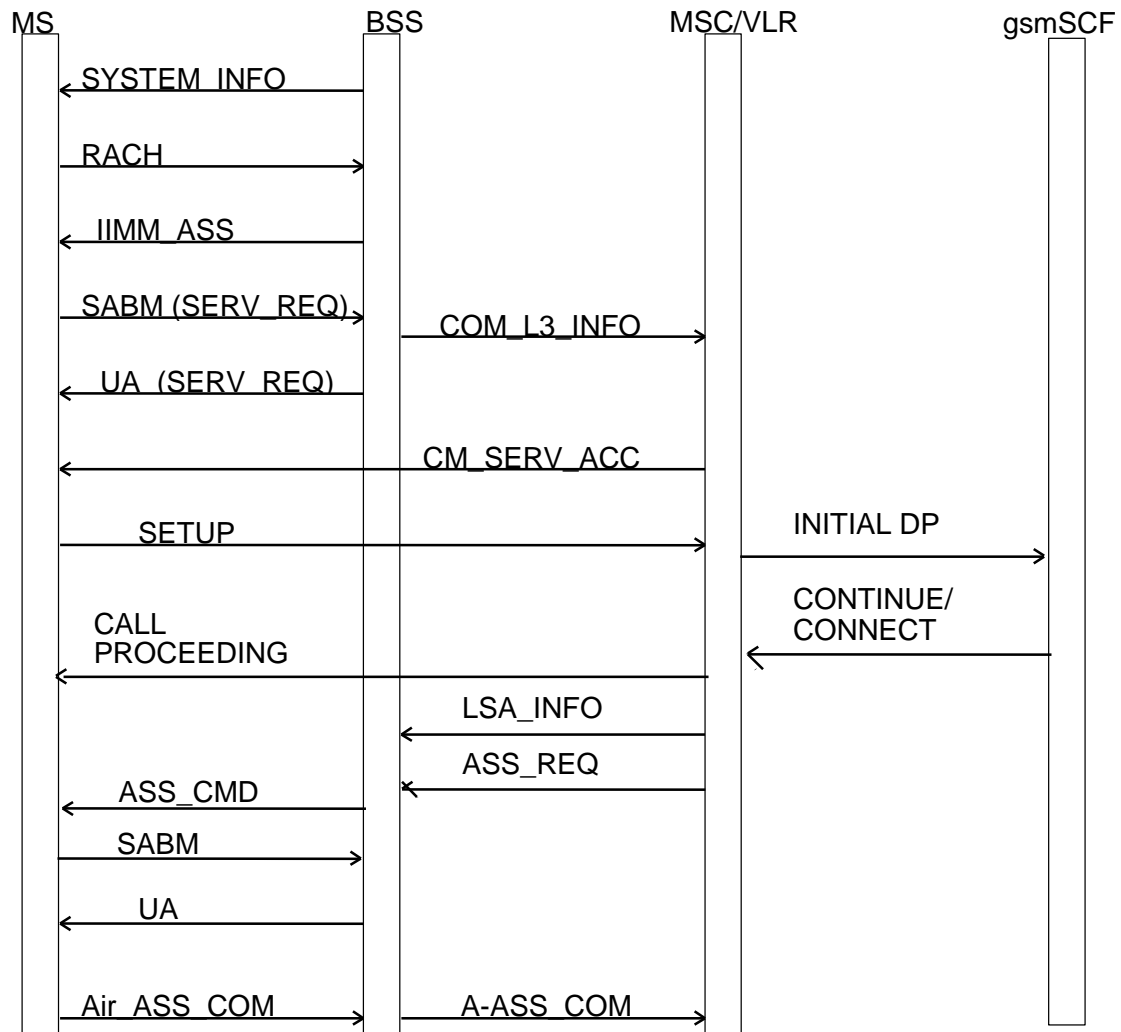 MS BSS MSC/VLR gsmSCF
SYSTEM_INFO
RACH
IIMM_ASS
SABM (SERV_REQ)
COM_L3_INFO
UA (SERV_REQ)
CM_SERV_ACC
SETUP
INITIAL DP
CONTINUE/
CONNECT
CALL
PROCEEDING
LSA_INFO
ASS_REQ
ASS_CMD
SABM
UA
Air_ASS_COM A-ASS_COM